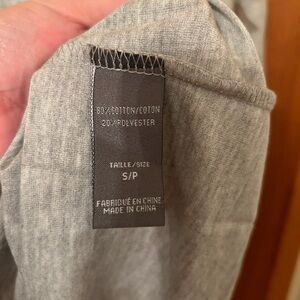 80%COTTON/COTON
20%POLYESTER
TAILLE/SIZE
S/P
FABRIQUÉ EN CHINE
MADE IN CHINA